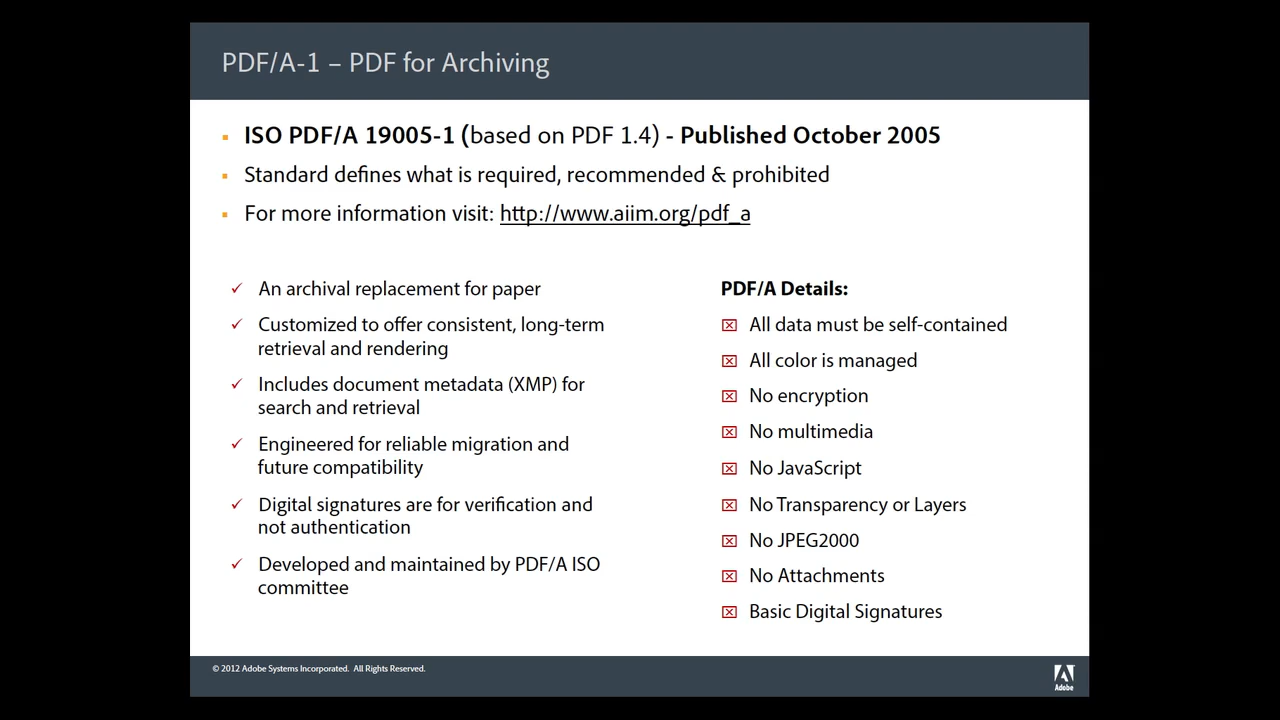 PDF/A-1 – PDF for Archiving
ISO PDF/A 19005-1 (based on PDF 1.4) - Published October 2005
Standard defines what is required, recommended & prohibited
For more information visit: http://www.aiim.org/pdf_a
An archival replacement for paper
Customized to offer consistent, long-term
retrieval and rendering
Includes document metadata (XMP) for
search and retrieval
Engineered for reliable migration and
future compatibility
Digital signatures are for verification and
not authentication
Developed and maintained by PDF/A ISO
committee
PDF/A Details:
All data must be self-contained
All color is managed
No encryption
No multimedia
No JavaScript
No Transparency or Layers
No JPEG2000
No Attachments
Basic Digital Signatures
© 2012 Adobe Systems Incorporated. All Rights Reserved.
Adobe